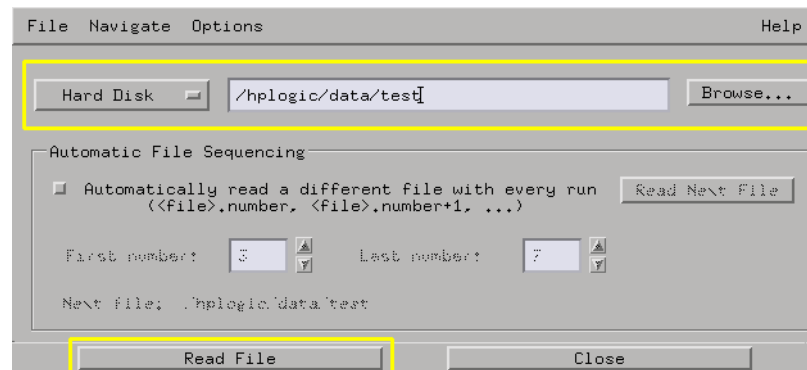 File Navigate Options Help
Hard Disk /hplogic/data/test Browse...
Automatic File Sequencing
Automatically read a different file with every run Read Next File
(<file>.number, <file>.number+1, ...)
First number: 3 Last number: 7
Next file: /hplogic/data/test
Read File Close